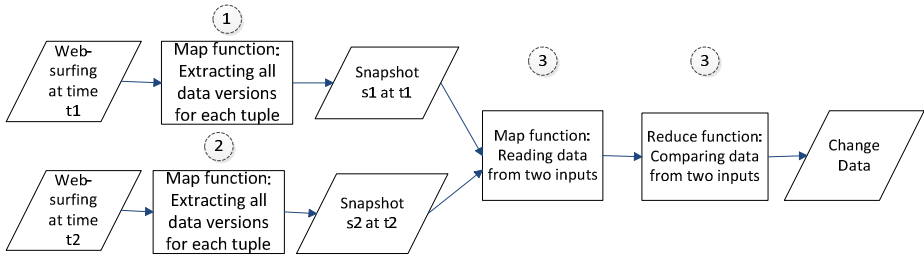 1
Web-
surfing
at time
t1
Map function:
Extracting all
data versions
for each tuple
Snapshot
s1 at t1
2
Web-
surfing
at time
t2
Map function:
Extracting all
data versions
for each tuple
Snapshot
s2 at t2
3
Map function:
Reading data
from two inputs
3
Reduce function:
Comparing data
from two inputs
Change
Data